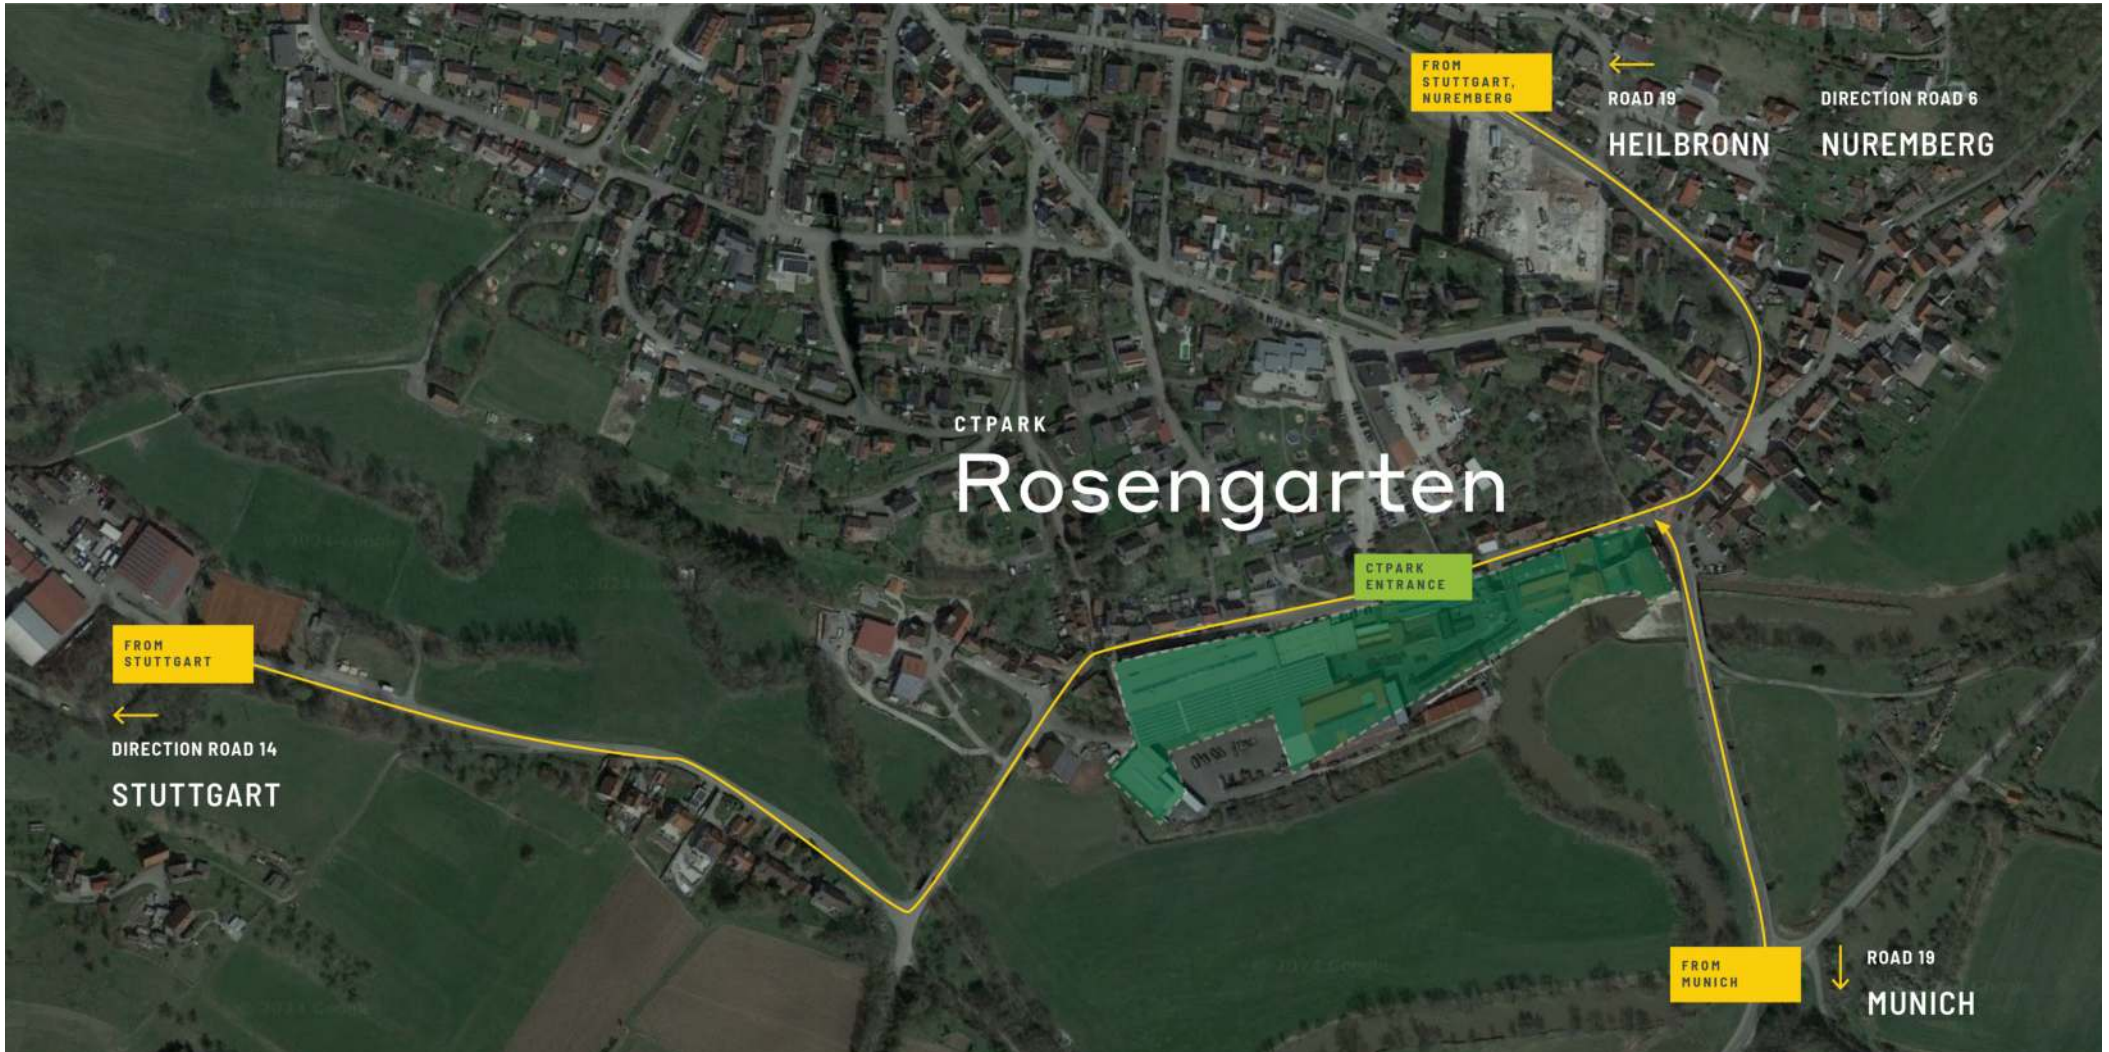 FROM
STUTTGART,
NUREMBERG
ROAD 19
HEILBRONN
DIRECTION ROAD 6
NUREMBERG
CTPARK
Rosengarten
CTPARK
ENTRANCE
FROM
STUTTGART
DIRECTION ROAD 14
STUTTGART
FROM
MUNICH
ROAD 19
MUNICH